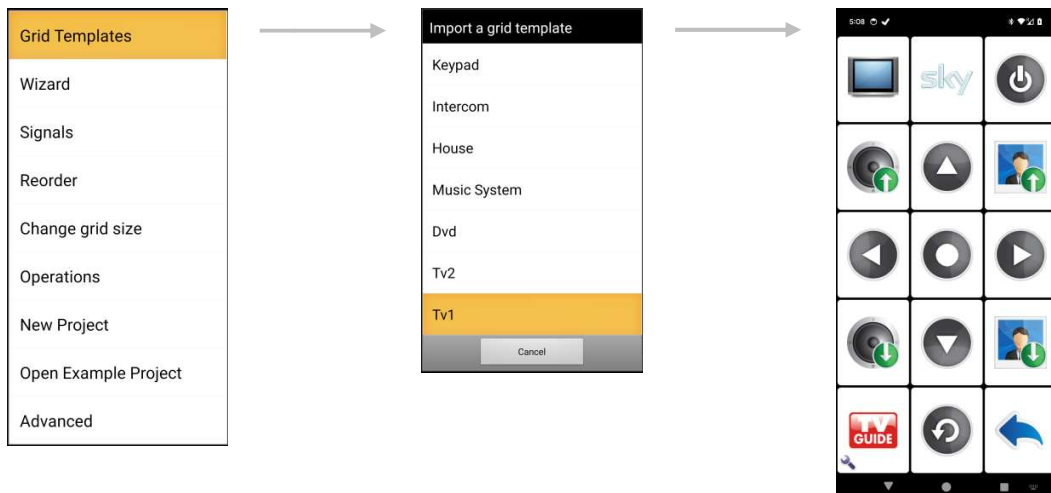 Grid Templates
Wizard
Signals
Reorder
Change grid size
Operations
New Project
Open Example Project
Advanced
Import a grid template
Keypad
Intercom
House
Music System
Dvd
Tv2
Tv1
Cancel
5:08
sky
TV
GUIDE